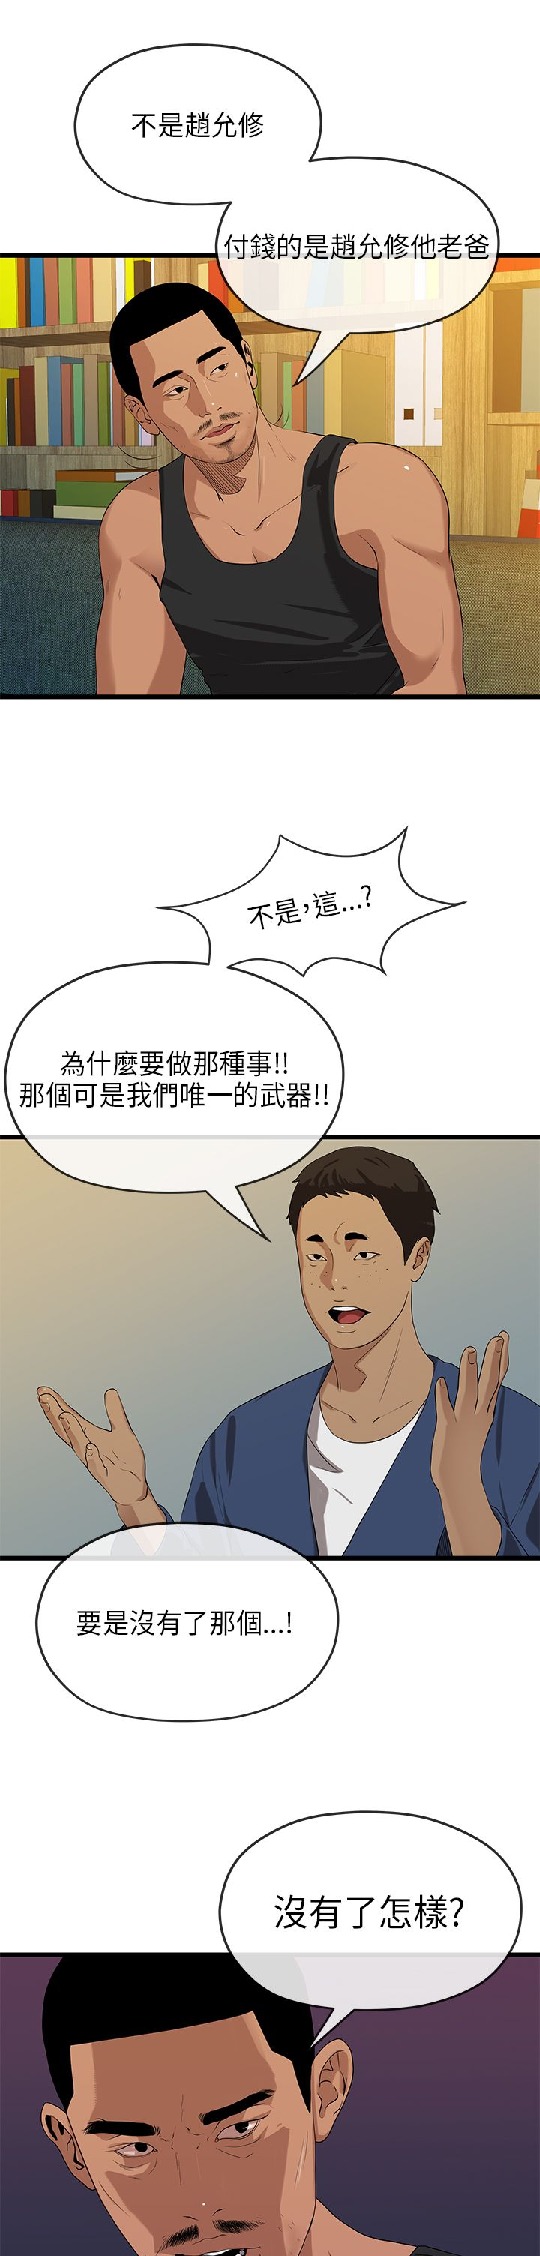 不是趙允修
付錢的是趙允修他老爸
不是，這...?
為什麼要做那種事!!
那個可是我們唯一的武器!!
要是沒有了那個...!
沒有了怎樣?